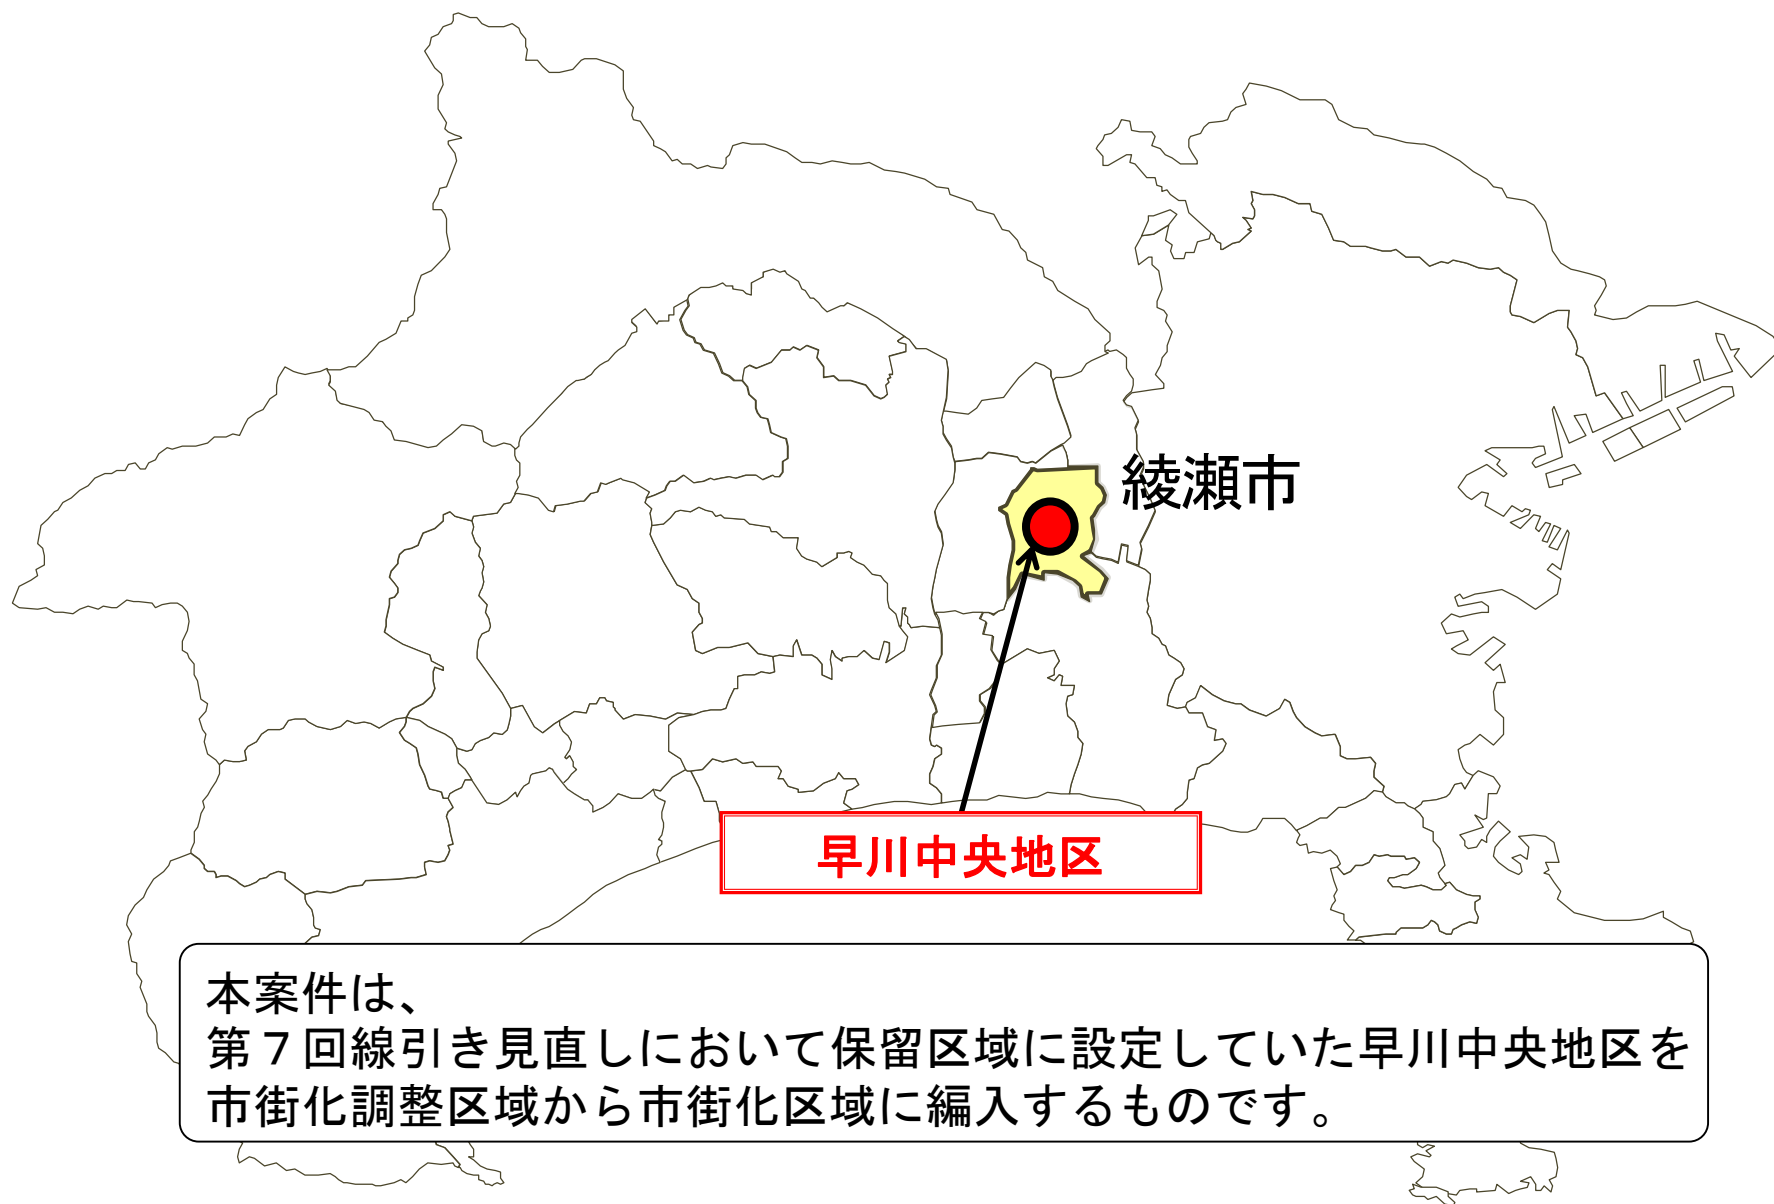 綾瀬市
早川中央地区
本案件は、
第７回線引き見直しにおいて保留区域に設定していた早川中央地区を
市街化調整区域から市街化区域に編入するものです。